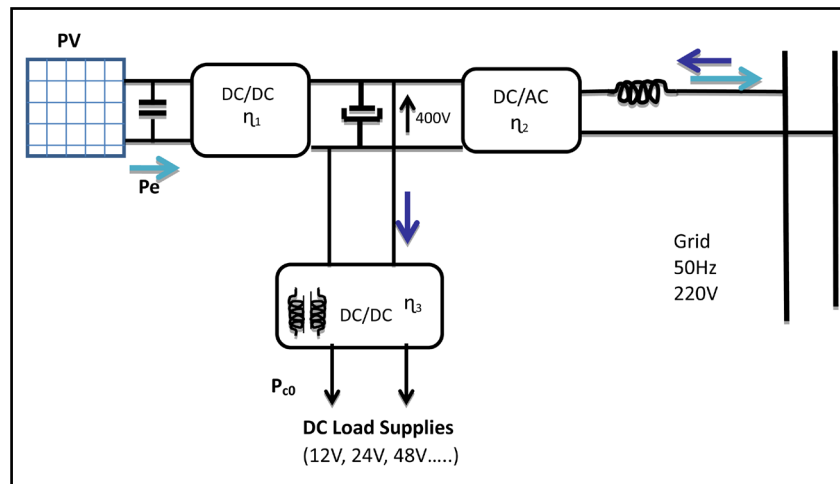 PV
DC/DC
η1
400V
DC/AC
η2
Pe
Grid
50Hz
220V
DC/DC
η3
Pc0
DC Load Supplies
(12V, 24V, 48V.....)